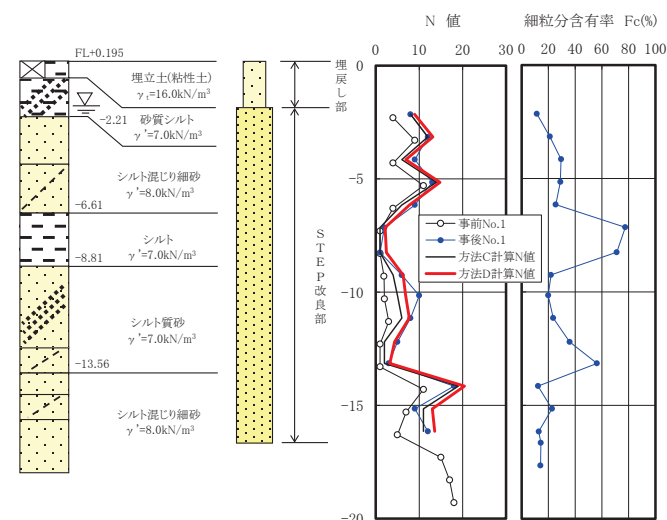 N 値
細粒分含有率 Fc(%)
0 10 20 30
0 20 40 60 80 100
FL+0.195
埋立土(粘性土)
γt=16.0kN/m³
−2.21 砂質シルト
γ'=7.0kN/m³
シルト混じり細砂
γ'=8.0kN/m³
−6.61
シルト
γ'=7.0kN/m³
−8.81
シルト質砂
γ'=7.0kN/m³
−13.56
シルト混じり細砂
γ'=8.0kN/m³
埋戻し部
STEP改良部
0
−5
−10
−15
−20
事前No.1
事後No.1
方法C計算N値
方法D計算N値